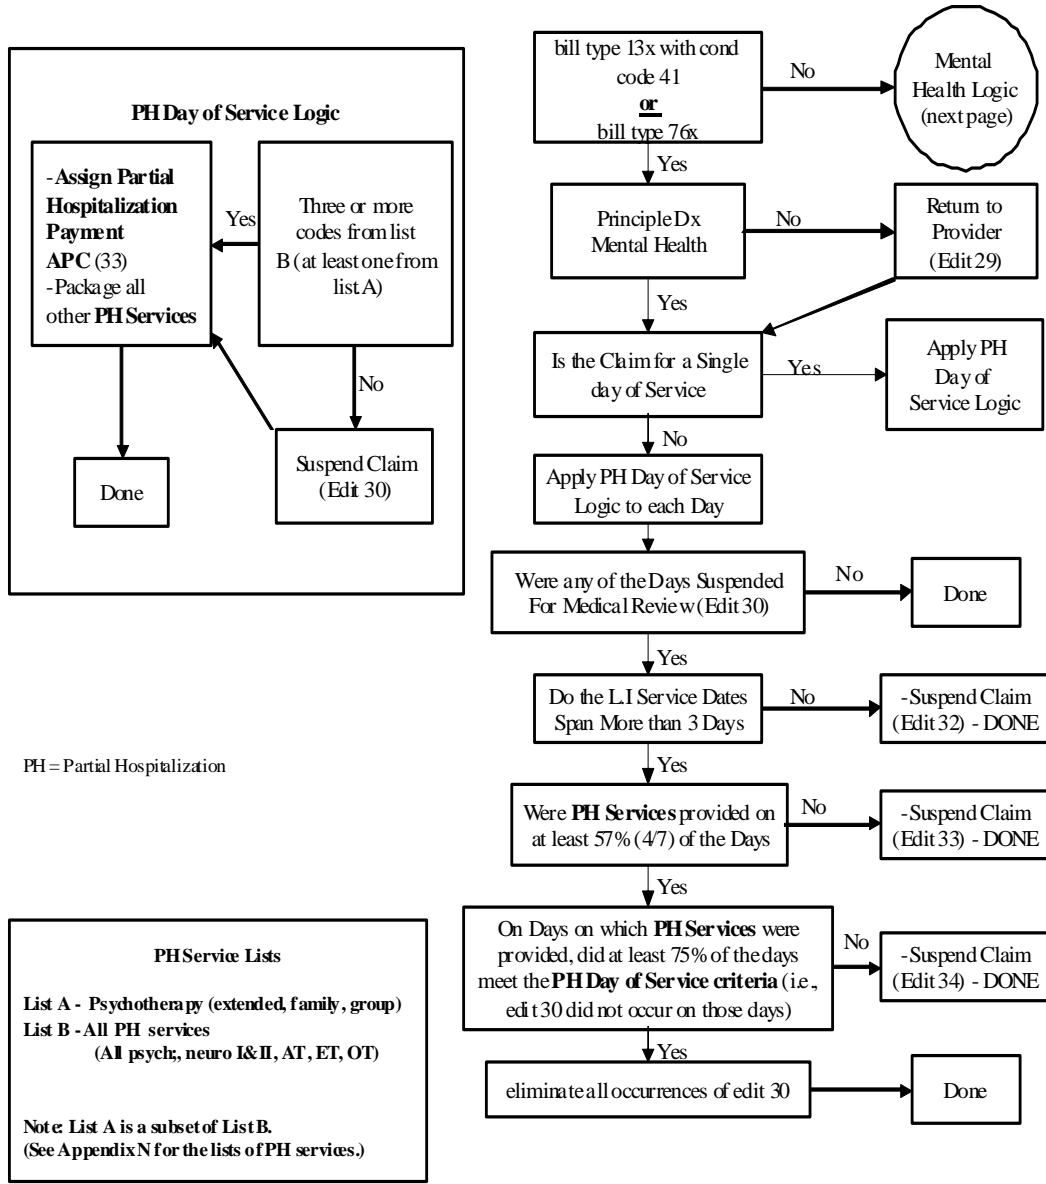 PH Day of Service Logic
-Assign Partial
Hospitalization
Payment
APC (33)
-Package all
other PH Services
Yes
Three or more
codes from list
B (at least one from
list A)
No
Suspend Claim
(Edit 30)
Done
bill type 13x with cond
code 41
or
bill type 76x
No
Mental
Health Logic
(next page)
Yes
Principle Dx
Mental Health
No
Return to
Provider
(Edit 29)
Yes
Is the Claim for a Single
day of Service
Yes
Apply PH
Day of
Service Logic
No
Apply PH Day of Service
Logic to each Day
Were any of the Days Suspended
For Medical Review (Edit 30)
No
Done
Yes
Do the L.I Service Dates
Span More than 3 Days
No
-Suspend Claim
(Edit 32) - DONE
Yes
PH = Partial Hospitalization
Were PH Services provided on
at least 57% (4/7) of the Days
No
-Suspend Claim
(Edit 33) - DONE
Yes
On Days on which PH Services were
provided, did at least 75% of the days
meet the PH Day of Service criteria (i.e.,
edit 30 did not occur on those days)
No
-Suspend Claim
(Edit 34) - DONE
Yes
eliminate all occurrences of edit 30
Done
PH Service Lists
List A - Psychotherapy (extended, family, group)
List B - All PH services
(All psych;, neuro I&II, AT, ET, OT)
Note: List A is a subset of List B.
(See Appendix N for the lists of PH services.)